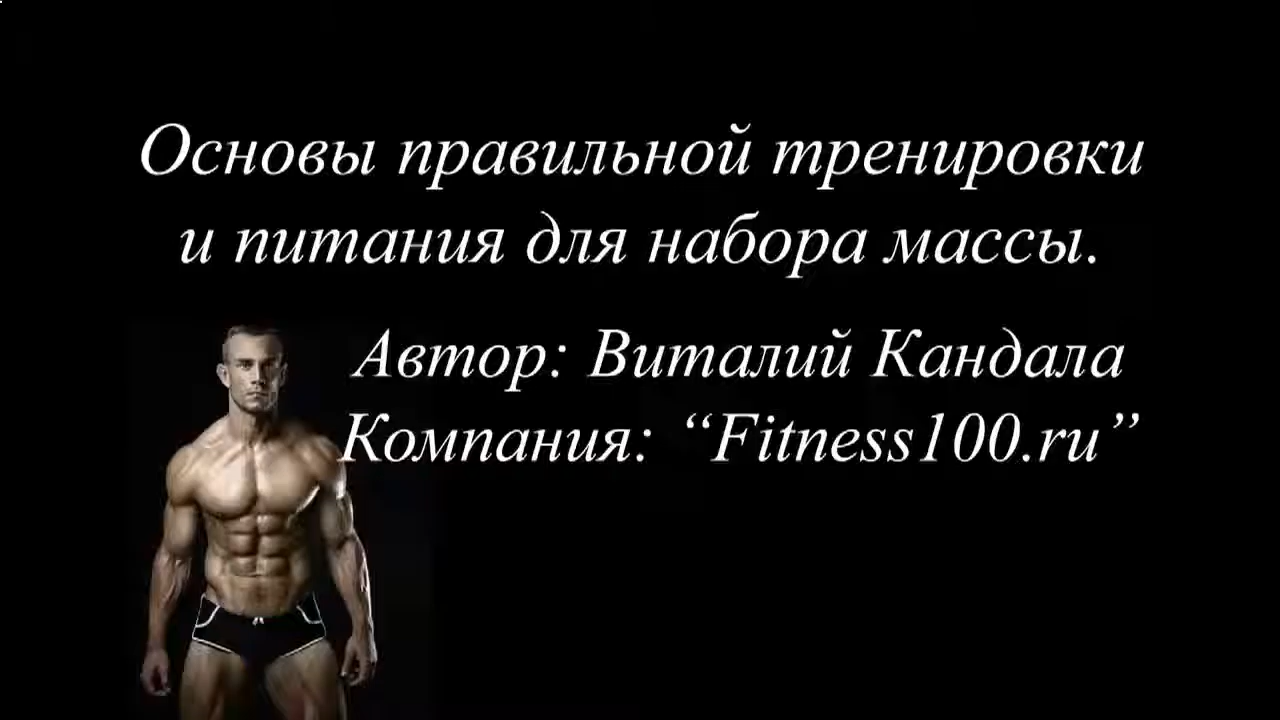 Основы правильной тренировки
и питания для набора массы.
Автор: Виталий Кандала
Компания: “Fitness100.ru”